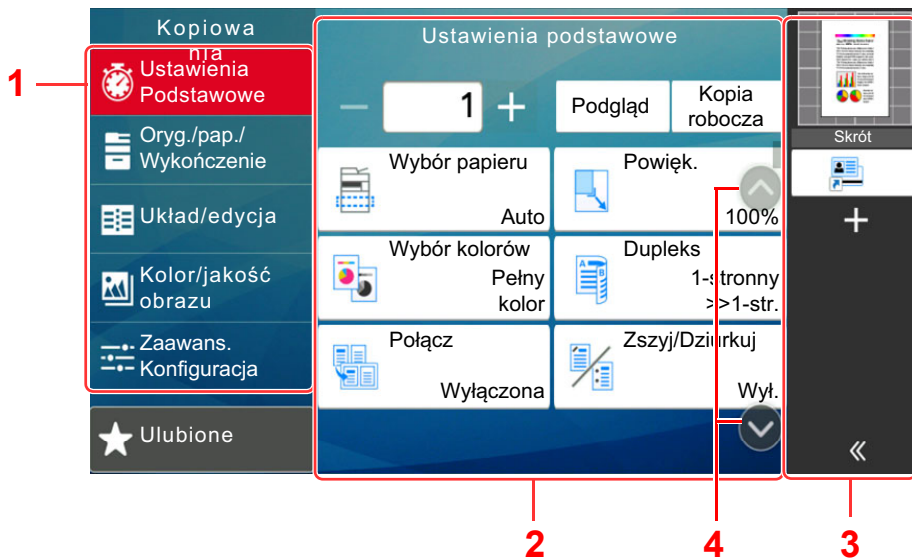 Kopiowa
nia
1
Ustawienia
Podstawowe
Oryg./pap./
Wykończenie
Układ/edycja
Kolor/jakość
obrazu
Zaawans.
Konfiguracja
Ulubione
Ustawienia podstawowe
1
Podgląd
Kopia
robocza
Wybór papieru
Auto
Powięk.
100%
Wybór kolorów
Pełny
kolor
Dupleks
1-stronny
>>1-str.
Połącz
Wyłączona
Zszyj/Dziurkuj
Wył.
Skrót
2
4
3